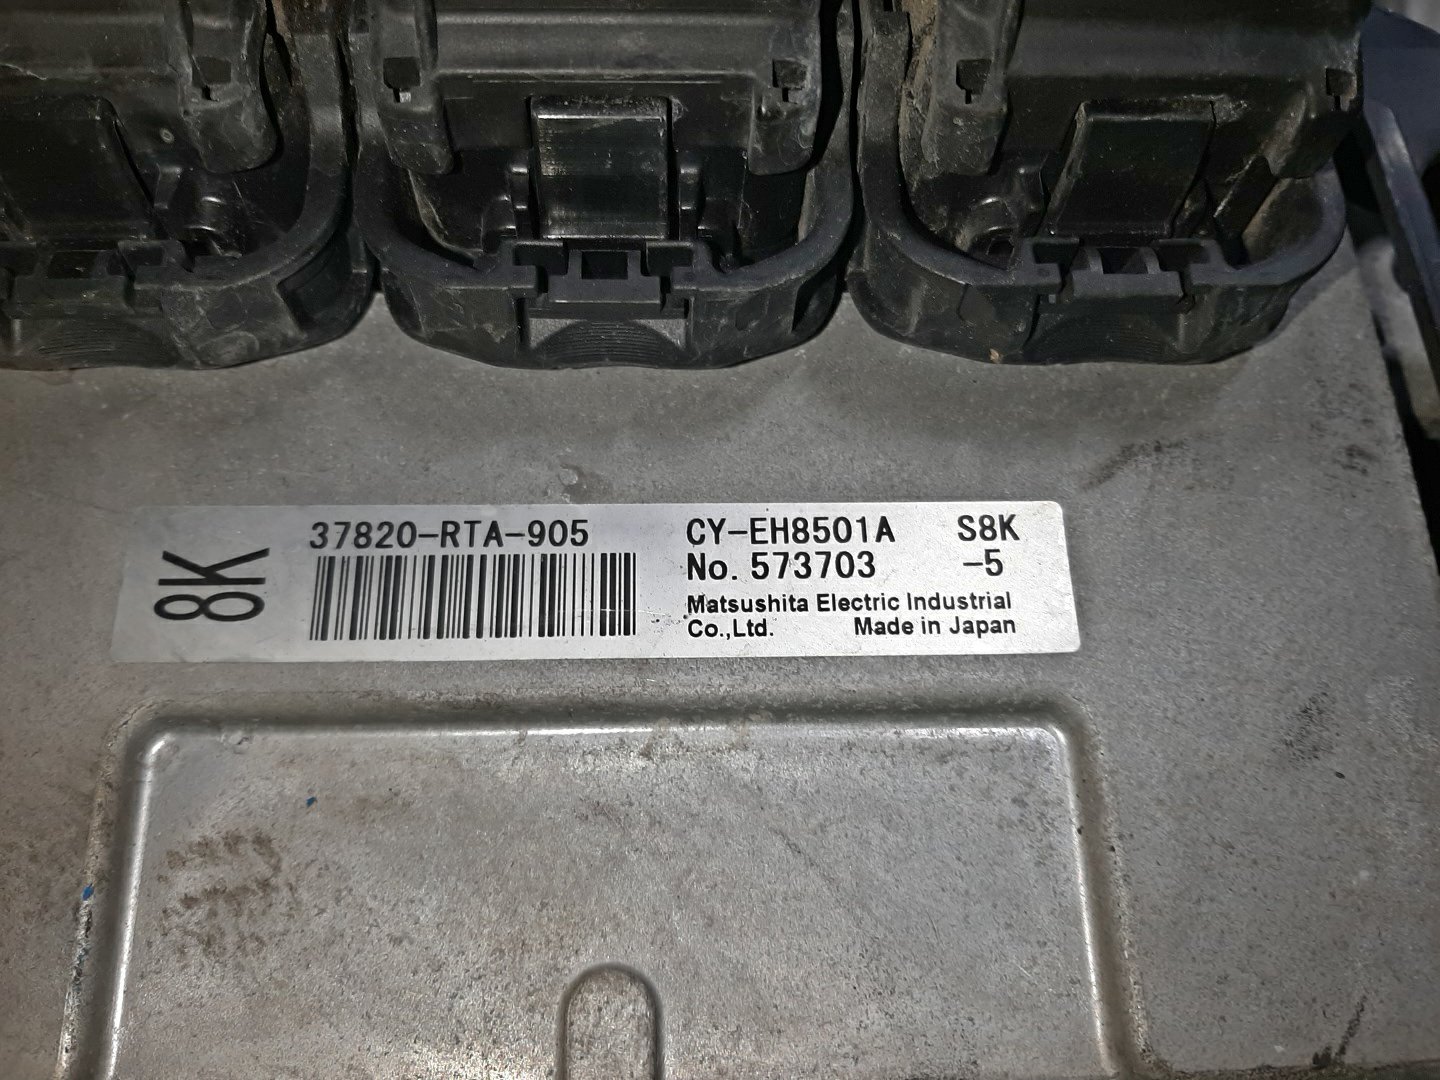 8K
37820-RTA-905
CY-EH8501A S8K
No. 573703 -5
Matsushita Electric Industrial
Co.,Ltd. Made in Japan